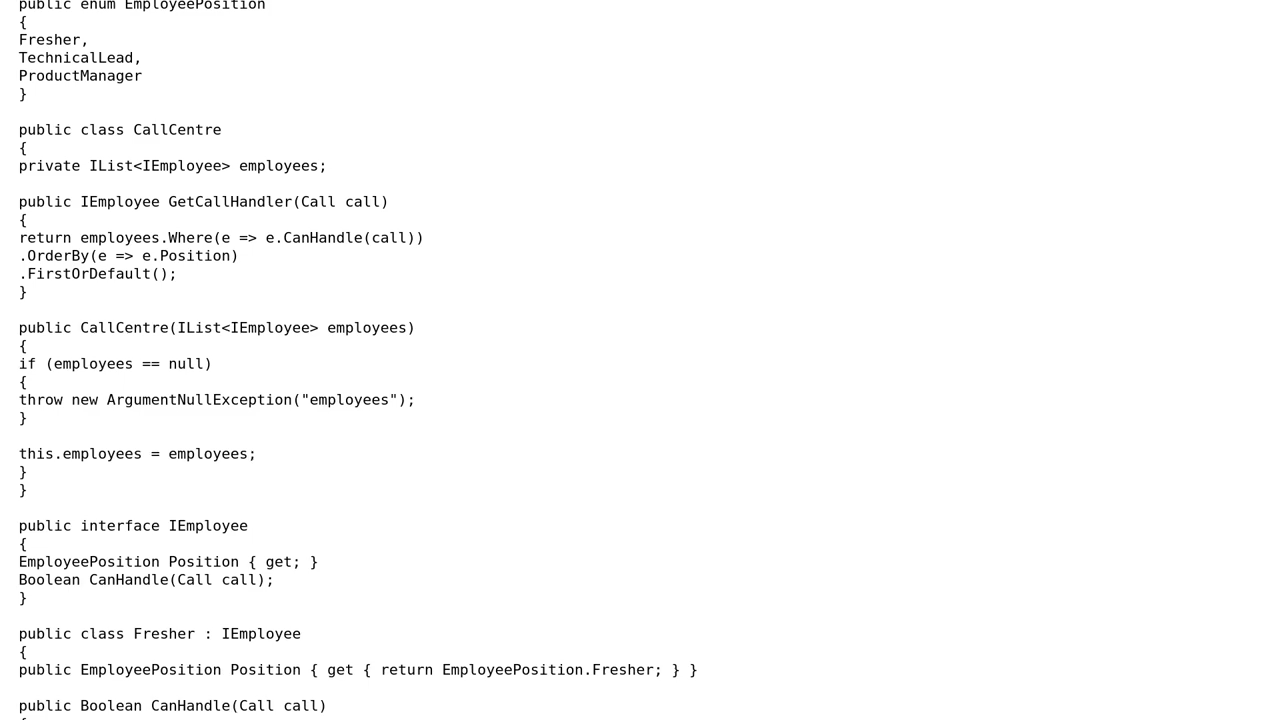 public enum EmployeePosition
{
Fresher,
TechnicalLead,
ProductManager
}
public class CallCentre
{
private IList<IEmployee> employees;
public IEmployee GetCallHandler(Call call)
{
return employees.Where(e => e.CanHandle(call))
.OrderBy(e => e.Position)
.FirstOrDefault();
}
public CallCentre(IList<IEmployee> employees)
{
if (employees == null)
{
throw new ArgumentNullException("employees");
}
this.employees = employees;
}
}
public interface IEmployee
{
EmployeePosition Position { get; }
Boolean CanHandle(Call call);
}
public class Fresher : IEmployee
{
public EmployeePosition Position { get { return EmployeePosition.Fresher; } }
public Boolean CanHandle(Call call)
{